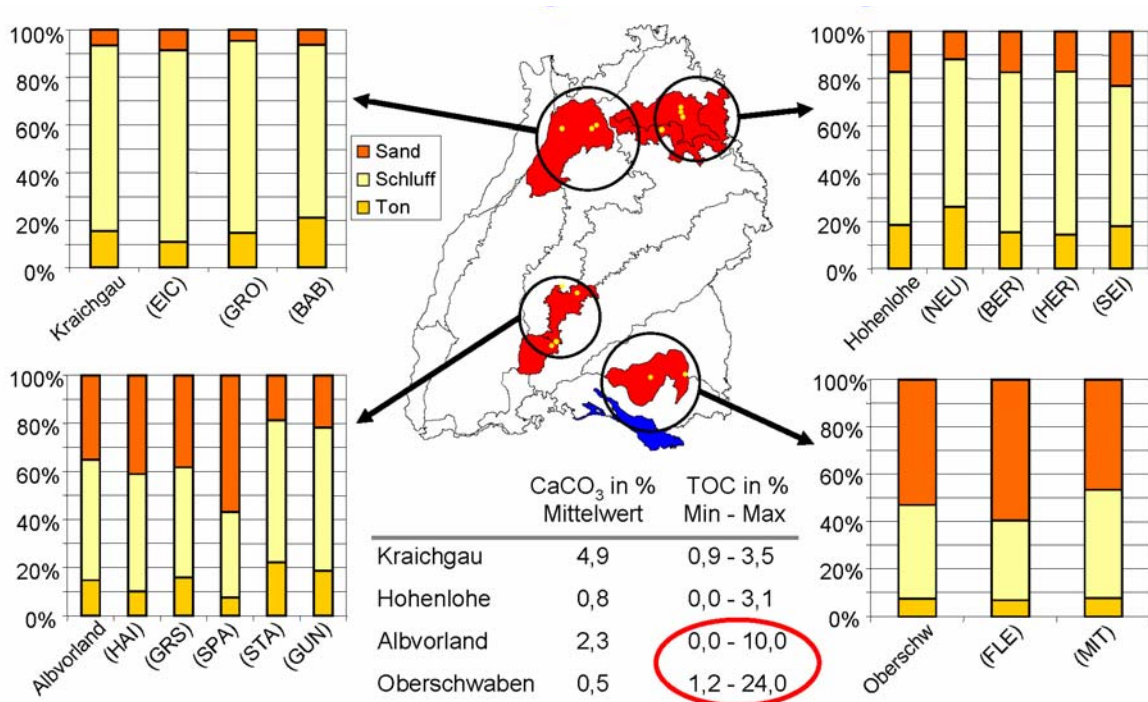 100%
80%
60%
40%
20%
0%
Kraichgau
(EIC)
(GRO)
(BAB)
Sand
Schluff
Ton
100%
80%
60%
40%
20%
0%
Hohenlohe
(NEU)
(BER)
(HER)
(SEI)
100%
80%
60%
40%
20%
0%
Albvorland
(HAI)
(GRS)
(SPA)
(STA)
(GUN)
CaCO₃ in % TOC in %
Mittelwert Min - Max
Kraichgau 4,9 0,9 - 3,5
Hohenlohe 0,8 0,0 - 3,1
Albvorland 2,3 0,0 - 10,0
Oberschwaben 0,5 1,2 - 24,0
100%
80%
60%
40%
20%
0%
Oberschw
(FLE)
(MIT)